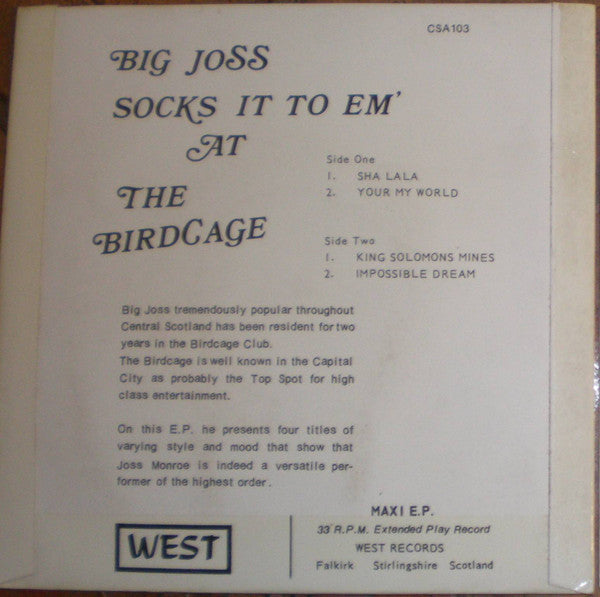 CSA103
BIG JOSS
SOCKS IT TO EM'
AT
THE
BIRDCAGE
Side One
1. SHA LALA
2. YOUR MY WORLD
Side Two
1. KING SOLOMONS MINES
2. IMPOSSIBLE DREAM
Big Joss tremendously popular throughout
Central Scotland has been resident for two
years in the Birdcage Club.
The Birdcage is well known in the Capital
City as probably the Top Spot for high
class entertainment.
On this E.P. he presents four titles of
varying style and mood that show that
Joss Monroe is indeed a versatile per-
former of the highest order.
WEST
MAXI E.P.
33 R.P.M. Extended Play Record
WEST RECORDS
Falkirk Stirlingshire Scotland